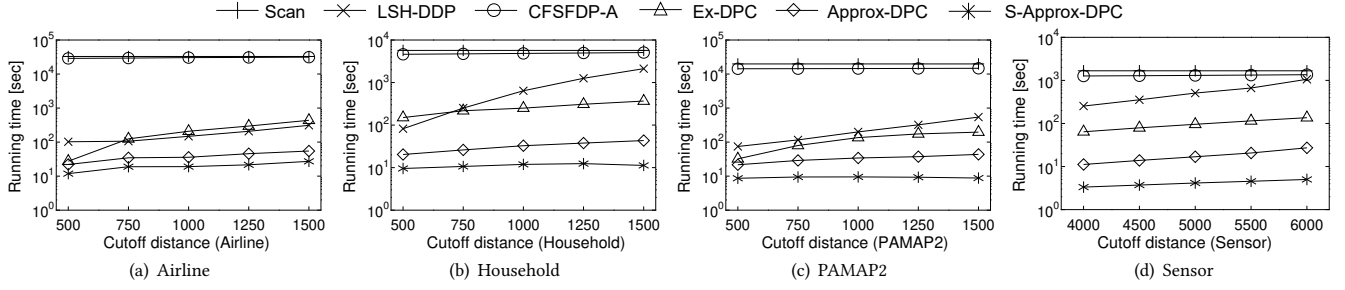 Scan LSH-DDP CFSFDP-A Ex-DPC Approx-DPC S-Approx-DPC
Running time [sec]
10^5
10^4
10^3
10^2
10^1
10^0
500 750 1000 1250 1500
Cutoff distance (Airline)
(a) Airline
Running time [sec]
10^4
10^3
10^2
10^1
10^0
500 750 1000 1250 1500
Cutoff distance (Household)
(b) Household
Running time [sec]
10^5
10^4
10^3
10^2
10^1
10^0
500 750 1000 1250 1500
Cutoff distance (PAMAP2)
(c) PAMAP2
Running time [sec]
10^4
10^3
10^2
10^1
10^0
4000 4500 5000 5500 6000
Cutoff distance (Sensor)
(d) Sensor